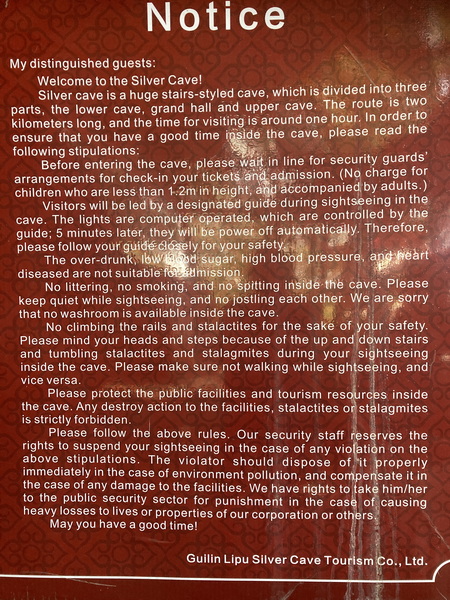 Notice
My distinguished guests:
Welcome to the Silver Cave!
Silver cave is a huge stairs-styled cave, which is divided into three
parts, the lower cave, grand hall and upper cave. The route is two
kilometers long, and the time for visiting is around one hour. In order to
ensure that you have a good time inside the cave, please read the
following stipulations:
Before entering the cave, please wait in line for security guards'
arrangements for check-in your tickets and admission. (No charge for
children who are less than 1.2m in height, and accompanied by adults.)
Visitors will be led by a designated guide during sightseeing in the
cave. The lights are computer operated, which are controlled by the
guide; 5 minutes later, they will be power off automatically. Therefore,
please follow your guide closely for your safety.
The over-drunk, low blood sugar, high blood pressure, and heart
diseased are not suitable for admission.
No littering, no smoking, and no spitting inside the cave. Please
keep quiet while sightseeing, and no jostling each other. We are sorry
that no washroom is available inside the cave.
No climbing the rails and stalactites for the sake of your safety.
Please mind your heads and steps because of the up and down stairs
and tumbling stalactites and stalagmites during your sightseeing
inside the cave. Please make sure not walking while sightseeing, and
vice versa.
Please protect the public facilities and tourism resources inside
the cave. Any destroy action to the facilities, stalactites or stalagmites
is strictly forbidden.
Please follow the above rules. Our security staff reserves the
rights to suspend your sightseeing in the case of any violation on the
above stipulations. The violator should dispose of it properly
immediately in the case of environment pollution, and compensate it in
the case of any damage to the facilities. We have rights to take him/her
to the public security sector for punishment in the case of causing
heavy losses to lives or properties of our corporation or others.
May you have a good time!
Guilin Lipu Silver Cave Tourism Co., Ltd.